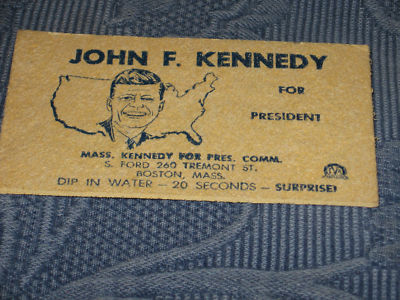 JOHN F. KENNEDY
FOR
PRESIDENT
MASS. KENNEDY FOR PRES. COMM.
S. FORD 260 TREMONT ST.
BOSTON, MASS.
DIP IN WATER – 20 SECONDS – SURPRISE!